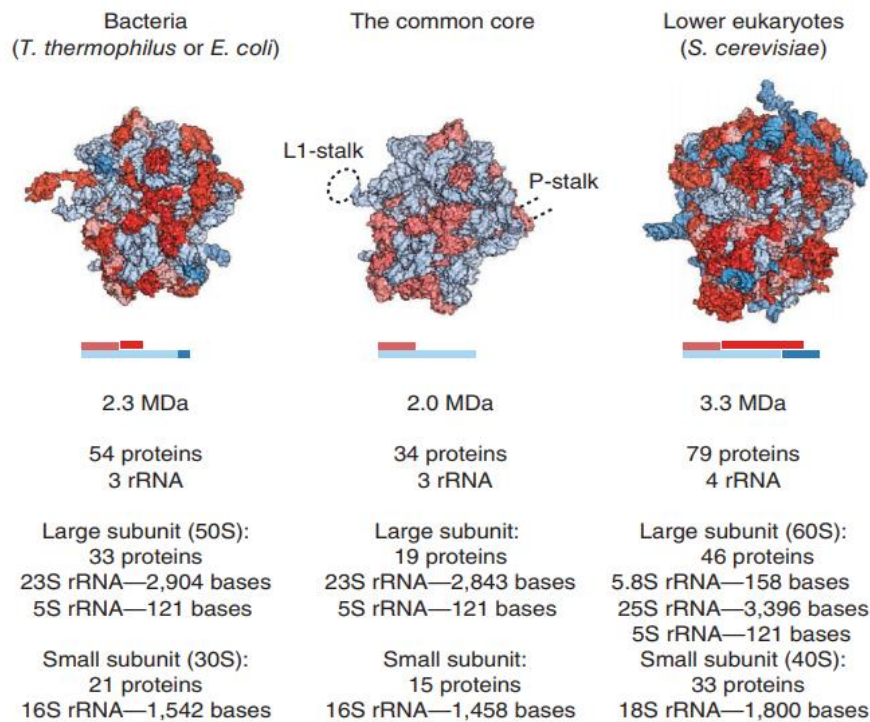 Bacteria
(T. thermophilus or E. coli)
The common core
Lower eukaryotes
(S. cerevisiae)
L1-stalk
P-stalk
2.3 MDa
2.0 MDa
3.3 MDa
54 proteins
3 rRNA
34 proteins
3 rRNA
79 proteins
4 rRNA
Large subunit (50S):
33 proteins
23S rRNA—2,904 bases
5S rRNA—121 bases
Large subunit:
19 proteins
23S rRNA—2,843 bases
5S rRNA—121 bases
Large subunit (60S):
46 proteins
5.8S rRNA—158 bases
25S rRNA—3,396 bases
5S rRNA—121 bases
Small subunit (30S):
21 proteins
16S rRNA—1,542 bases
Small subunit:
15 proteins
16S rRNA—1,458 bases
Small subunit (40S):
33 proteins
18S rRNA—1,800 bases